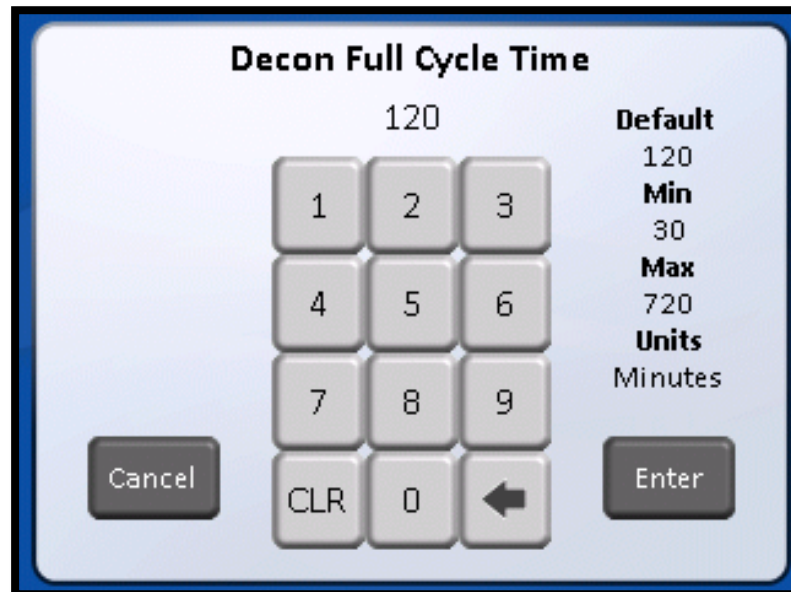 Decon Full Cycle Time
120
1 2 3
4 5 6
7 8 9
CLR 0
Default
120
Min
30
Max
720
Units
Minutes
Cancel
Enter